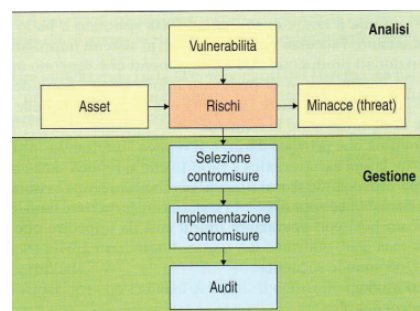 Analisi
Vulnerabilità
Asset
Rischi
Minacce (threat)
Selezione
contromisure
Gestione
Implementazione
contromisure
Audit